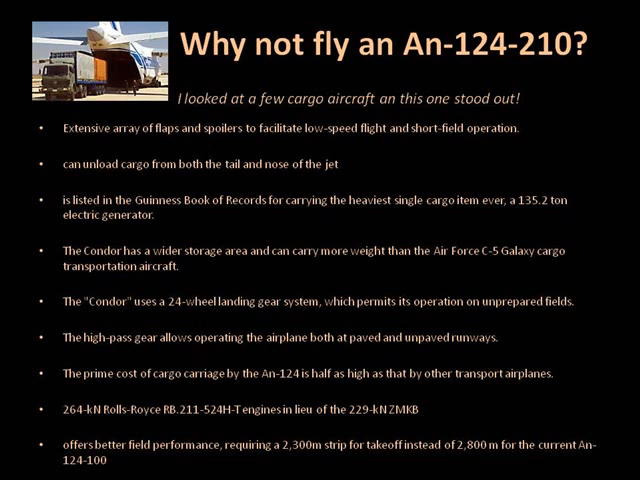 Why not fly an An-124-210?
I looked at a few cargo aircraft an this one stood out!
• Extensive array of flaps and spoilers to facilitate low-speed flight and short-field operation.
• can unload cargo from both the tail and nose of the jet
• is listed in the Guinness Book of Records for carrying the heaviest single cargo item ever, a 135.2 ton
electric generator.
• The Condor has a wider storage area and can carry more weight than the Air Force C-5 Galaxy cargo
transportation aircraft.
• The "Condor" uses a 24-wheel landing gear system, which permits its operation on unprepared fields.
• The high-pass gear allows operating the airplane both at paved and unpaved runways.
• The prime cost of cargo carriage by the An-124 is half as high as that by other transport airplanes.
• 264-kN Rolls-Royce RB.211-524H-T engines in lieu of the 229-kN ZMKB
• offers better field performance, requiring a 2,300m strip for takeoff instead of 2,800 m for the current An-
124-100